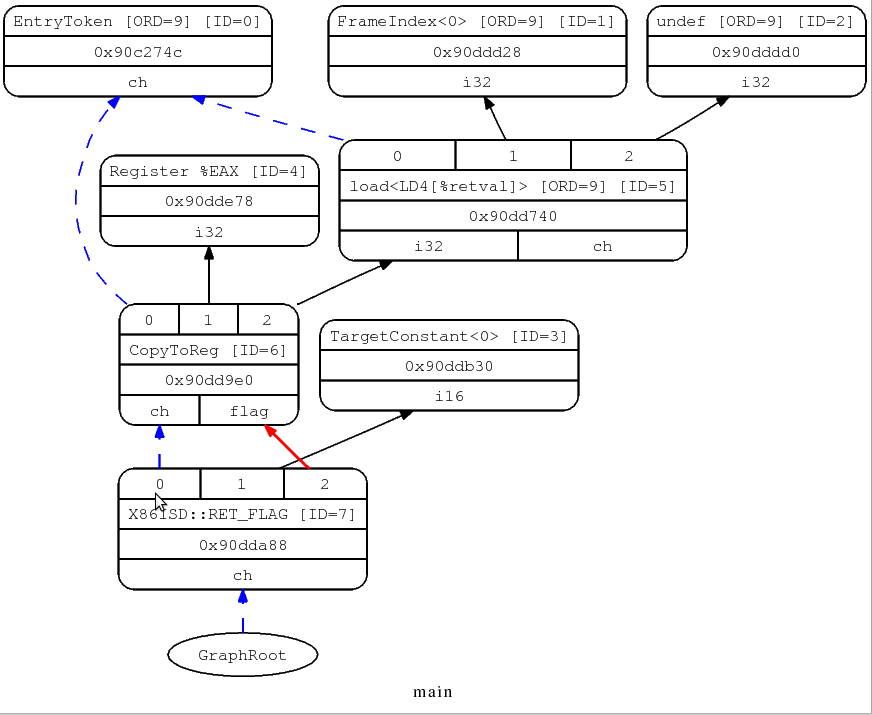 EntryToken [ORD=9] [ID=0]
0x90c274c
ch
FrameIndex<0> [ORD=9] [ID=1]
0x90ddd28
i32
undef [ORD=9] [ID=2]
0x90dddd0
i32
Register %EAX [ID=4]
0x90dde78
i32
0 1 2
load<LD4[%retval]> [ORD=9] [ID=5]
0x90dd740
i32 ch
0 1 2
CopyToReg [ID=6]
0x90dd9e0
ch flag
TargetConstant<0> [ID=3]
0x90ddb30
i16
0 1 2
X86ISD::RET_FLAG [ID=7]
0x90dda88
ch
GraphRoot
main